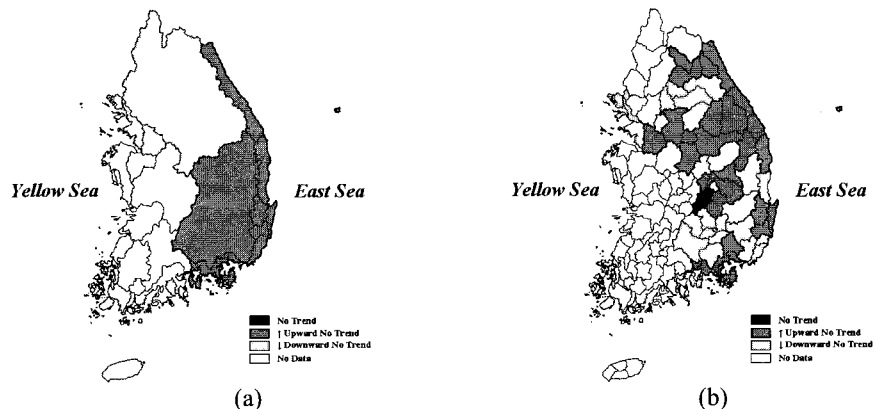 Yellow Sea
East Sea
No Trend
↑ Upward No Trend
↓ Downward No Trend
No Data
(a)
Yellow Sea
East Sea
No Trend
↑ Upward No Trend
↓ Downward No Trend
No Data
(b)